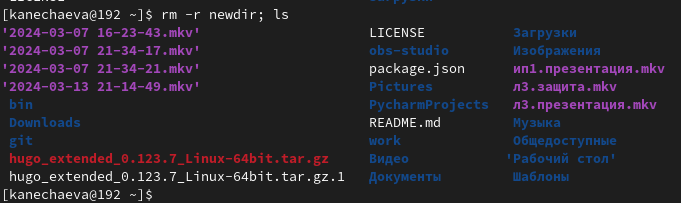 [kanechaeva@192 ~]$ rm -r newdir; ls
'2024-03-07 16-23-43.mkv' LICENSE Загрузки
'2024-03-07 21-34-17.mkv' obs-studio Изображения
'2024-03-07 21-34-21.mkv' package.json ип1.презентация.mkv
'2024-03-13 21-14-49.mkv' Pictures л3.защита.mkv
bin PycharmProjects л3.презентация.mkv
Downloads README.md Музыка
git work Общедоступные
hugo_extended_0.123.7_Linux-64bit.tar.gz Видео 'Рабочий стол'
hugo_extended_0.123.7_Linux-64bit.tar.gz.1 Документы Шаблоны
[kanechaeva@192 ~]$